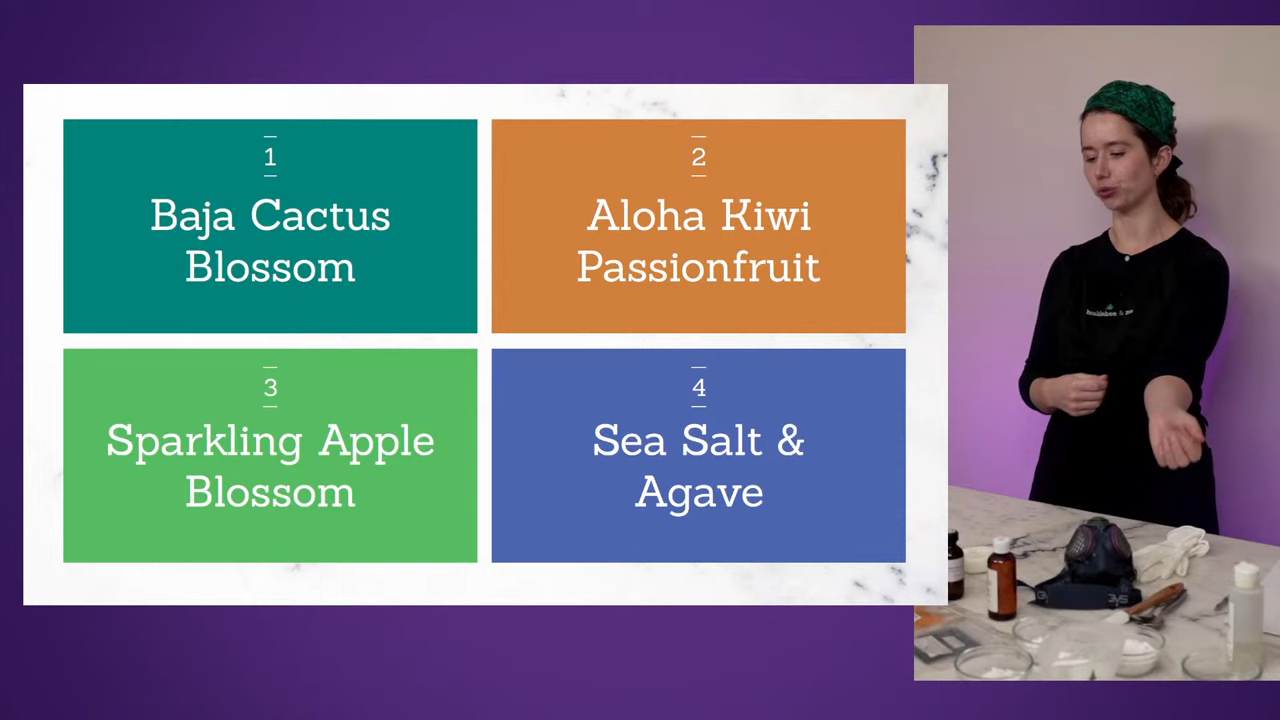 1
Baja Cactus
Blossom
2
Aloha Kiwi
Passionfruit
3
Sparkling Apple
Blossom
4
Sea Salt &
Agave